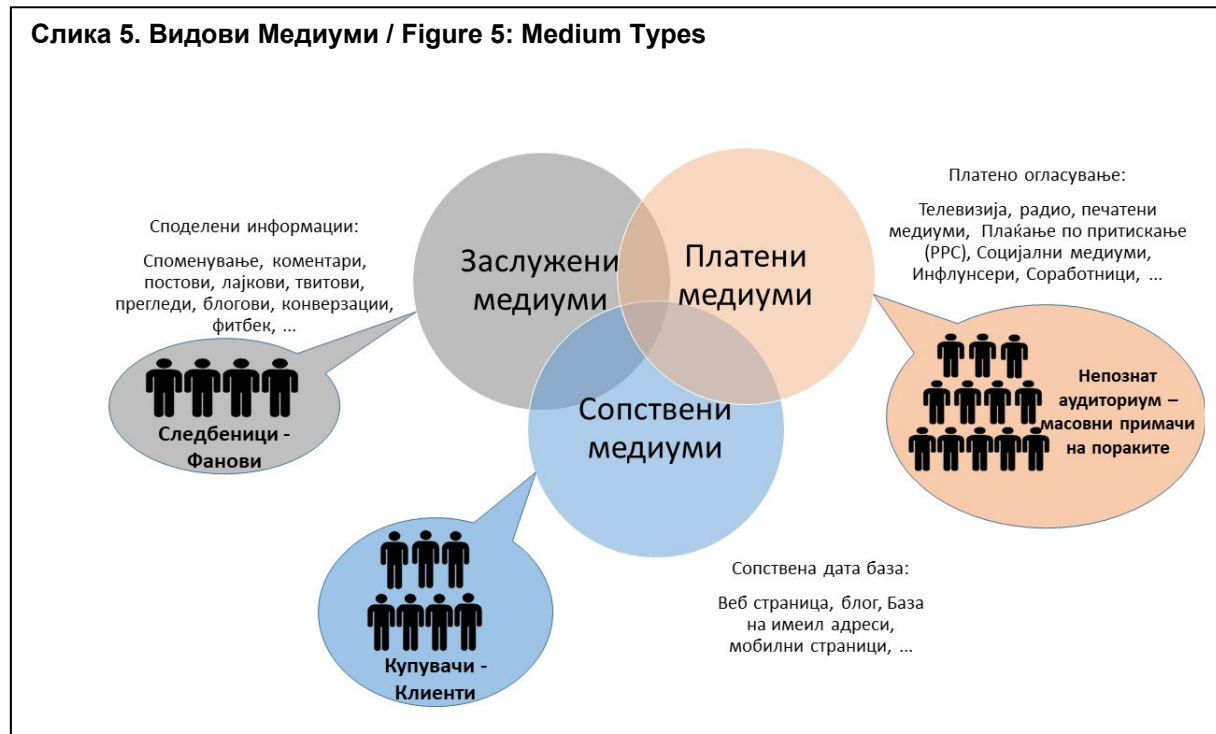 Слика 5. Видови Медиуми / Figure 5: Medium Types
Споделени информации:
Споменување, коментари,
постови, лајкови, твитови,
прегледи, блогови, конверзации,
фитбек, ...
Следбеници -
Фанови
Заслужени
медиуми
Платени
медиуми
Сопствени
медиуми
Платено огласување:
Телевизија, радио, печатени
медиуми, Плаќање по притискање
(PPC), Социјални медиуми,
Инфлунсери, Соработници, ...
Непознат
аудиториум –
масовни примачи
на пораките
Купувачи -
Клиенти
Сопствена дата база:
Веб страница, блог, База
на имеил адреси,
мобилни страници, ...